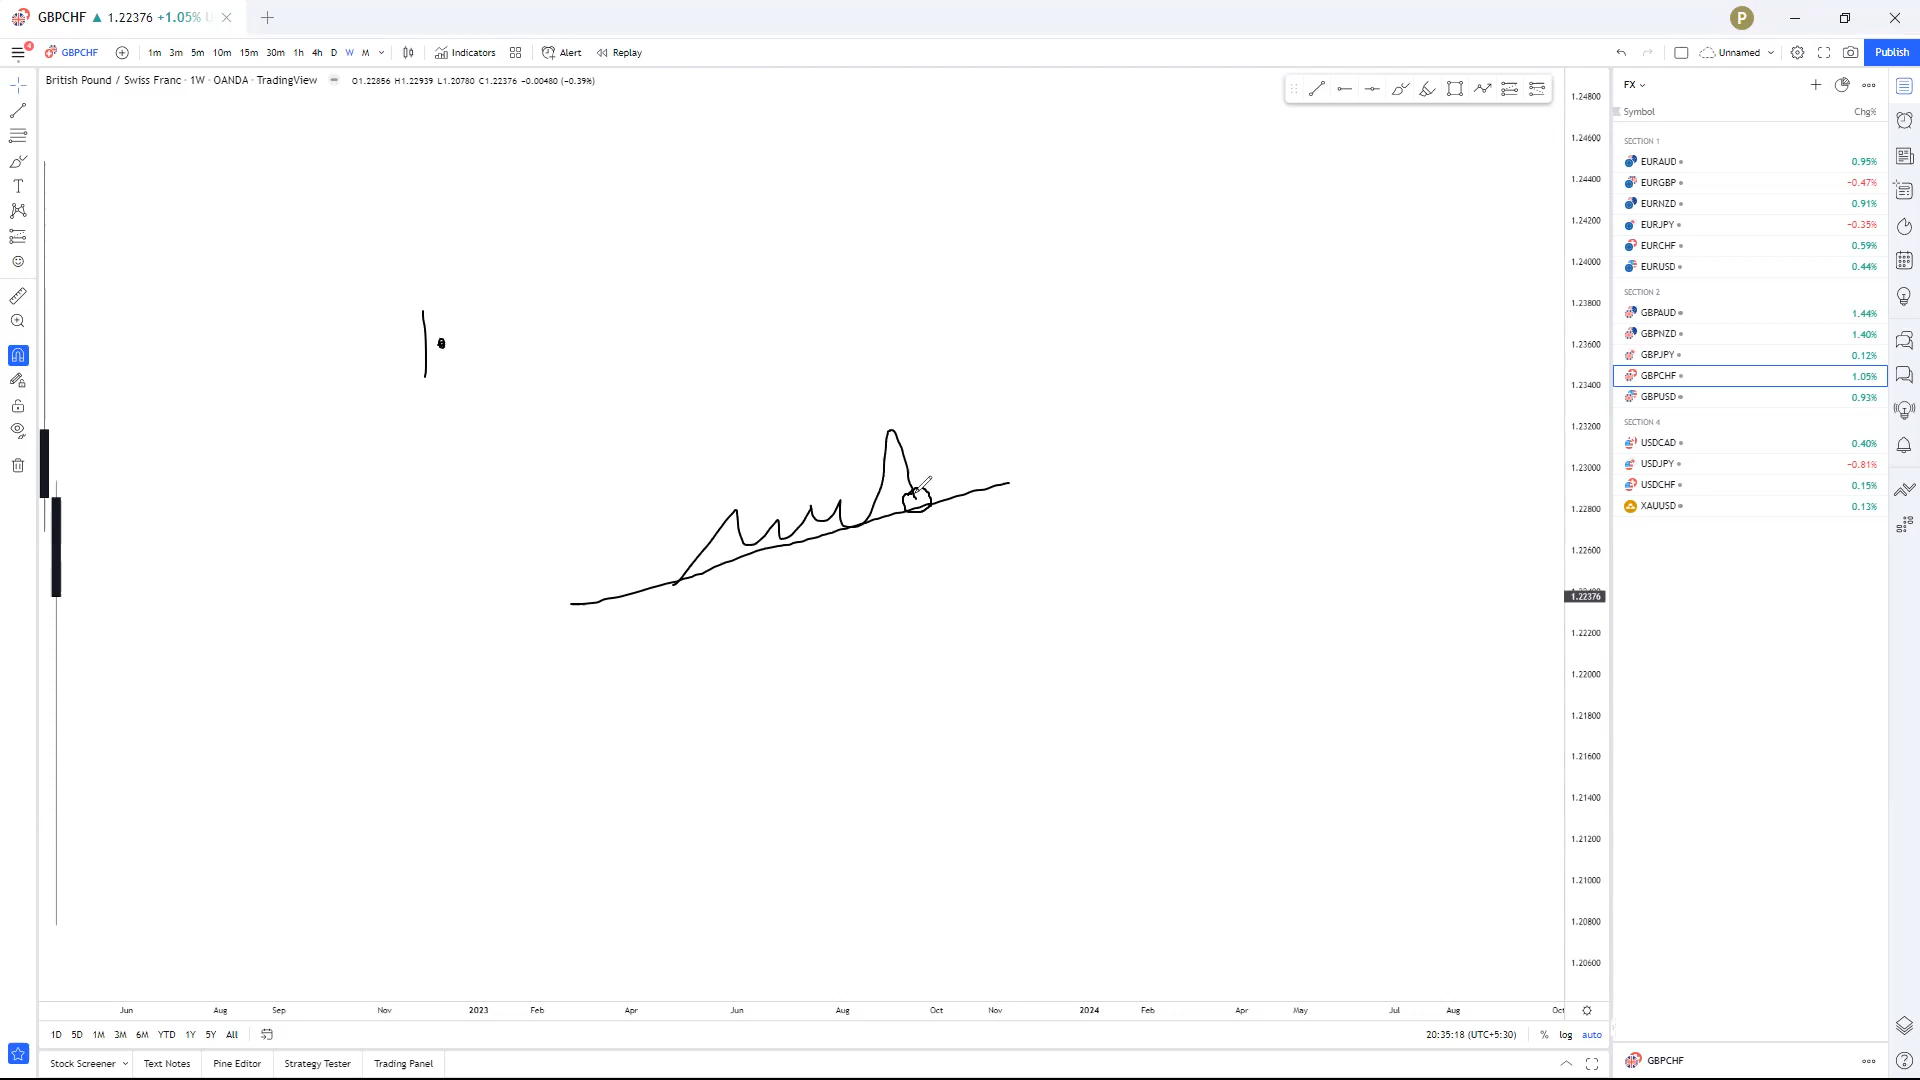 GBPCHF ▲ 1.22376 +1.05%
P
4
GBPCHF 1m 3m 5m 10m 15m 30m 1h 4h D W M Indicators Alert Replay Unnamed Publish
British Pound / Swiss Franc · 1W · OANDA · TradingView O1.22856 H1.22939 L1.20780 C1.22376 −0.00480 (−0.39%)
1.24800
1.24600
1.24400
1.24200
1.24000
1.23800
1.23600
1.23400
1.23200
1.23000
1.22800
1.22600
1.22376
1.22200
1.22000
1.21800
1.21600
1.21400
1.21200
1.21000
1.20800
1.20600
FX
Symbol Chg%
SECTION 1
EURAUD 0.95%
EURGBP −0.47%
EURNZD 0.91%
EURJPY −0.35%
EURCHF 0.59%
EURUSD 0.44%
SECTION 2
GBPAUD 1.44%
GBPNZD 1.40%
GBPJPY 0.12%
GBPCHF 1.05%
GBPUSD 0.93%
SECTION 4
USDCAD 0.40%
USDJPY −0.81%
USDCHF 0.15%
XAUUSD 0.13%
Jun Aug Sep Nov 2023 Feb Apr Jun Aug Oct Nov 2024 Feb Apr May Jul Aug Oct
1D 5D 1M 3M 6M YTD 1Y 5Y All 20:35:18 (UTC+5:30) % log auto
Stock Screener Text Notes Pine Editor Strategy Tester Trading Panel
GBPCHF